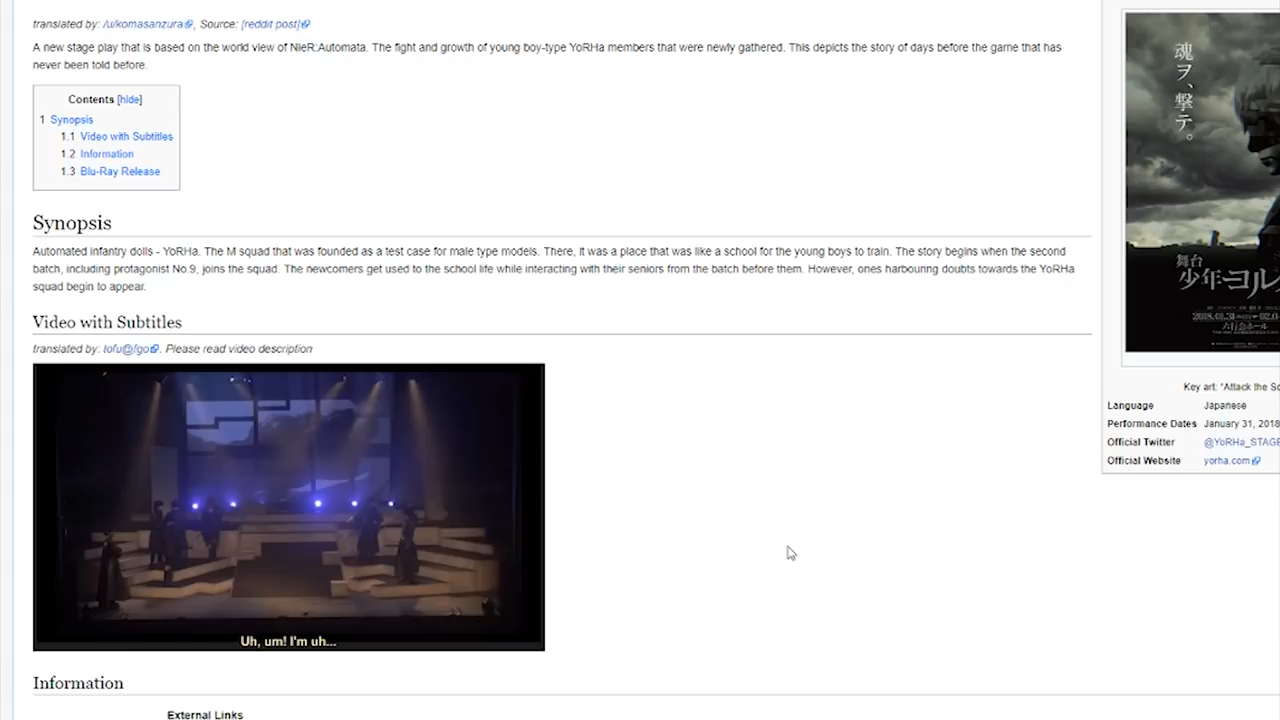 translated by: /u/komasanzura, Source: [reddit post]
A new stage play that is based on the world view of NieR:Automata. The fight and growth of young boy-type YoRHa members that were newly gathered. This depicts the story of days before the game that has
never been told before.
Contents [hide]
1 Synopsis
1.1 Video with Subtitles
1.2 Information
1.3 Blu-Ray Release
Synopsis
Automated infantry dolls - YoRHa. The M squad that was founded as a test case for male type models. There, it was a place that was like a school for the young boys to train. The story begins when the second
batch, including protagonist No.9, joins the squad. The newcomers get used to the school life while interacting with their seniors from the batch before them. However, ones harbouring doubts towards the YoRHa
squad begin to appear.
Video with Subtitles
translated by: tofu@fgo. Please read video description
Uh, um! I'm uh...
Information
External Links
魂ヲ、撃テ。
舞台
少年ヨル
2018.01.31
六行会ホール
Key art: "Attack the So
Language Japanese
Performance Dates January 31, 2018
Official Twitter @YoRHa_STAGE
Official Website yorha.com